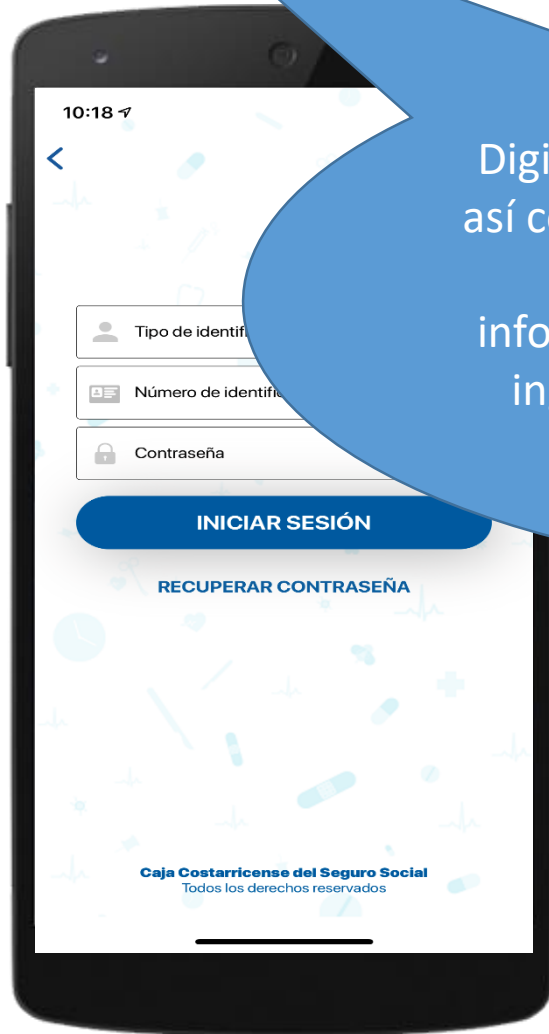 10:18
Digi
así c
info
in
Tipo de identif
Número de identific
Contraseña
INICIAR SESIÓN
RECUPERAR CONTRASEÑA
Caja Costarricense del Seguro Social
Todos los derechos reservados